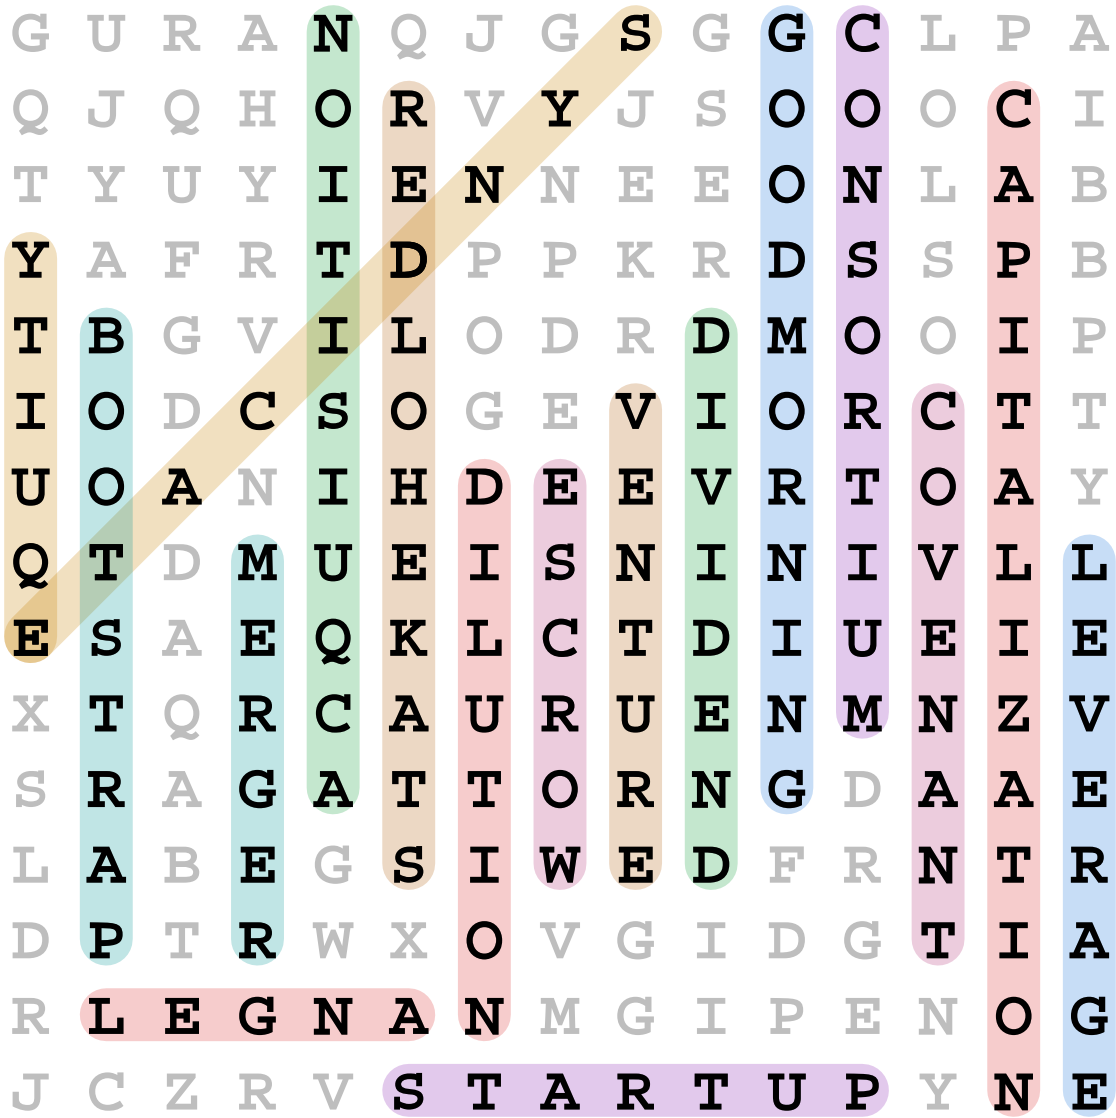 G U R A N Q J G S G G C L P A
Q J Q H O R V Y J S O O O C I
T Y U Y I E N N E E O N L A B
Y A F R T D P P K R D S S P B
T B G V I L O D R D M O O I P
I O D C S O G E V I O R C T T
U O A N I H D E E V R T O A Y
Q T D M U E I S N I N I V L L
E S A E Q K L C T D I U E I E
X T Q R C A U R U E N M N Z V
S R A G A T T O R N G D A A E
L A B E G S I W E D F R N T R
D P T R W X O V G I D G T I A
R L E G N A N M G I P E N O G
J C Z R V S T A R T U P Y N E